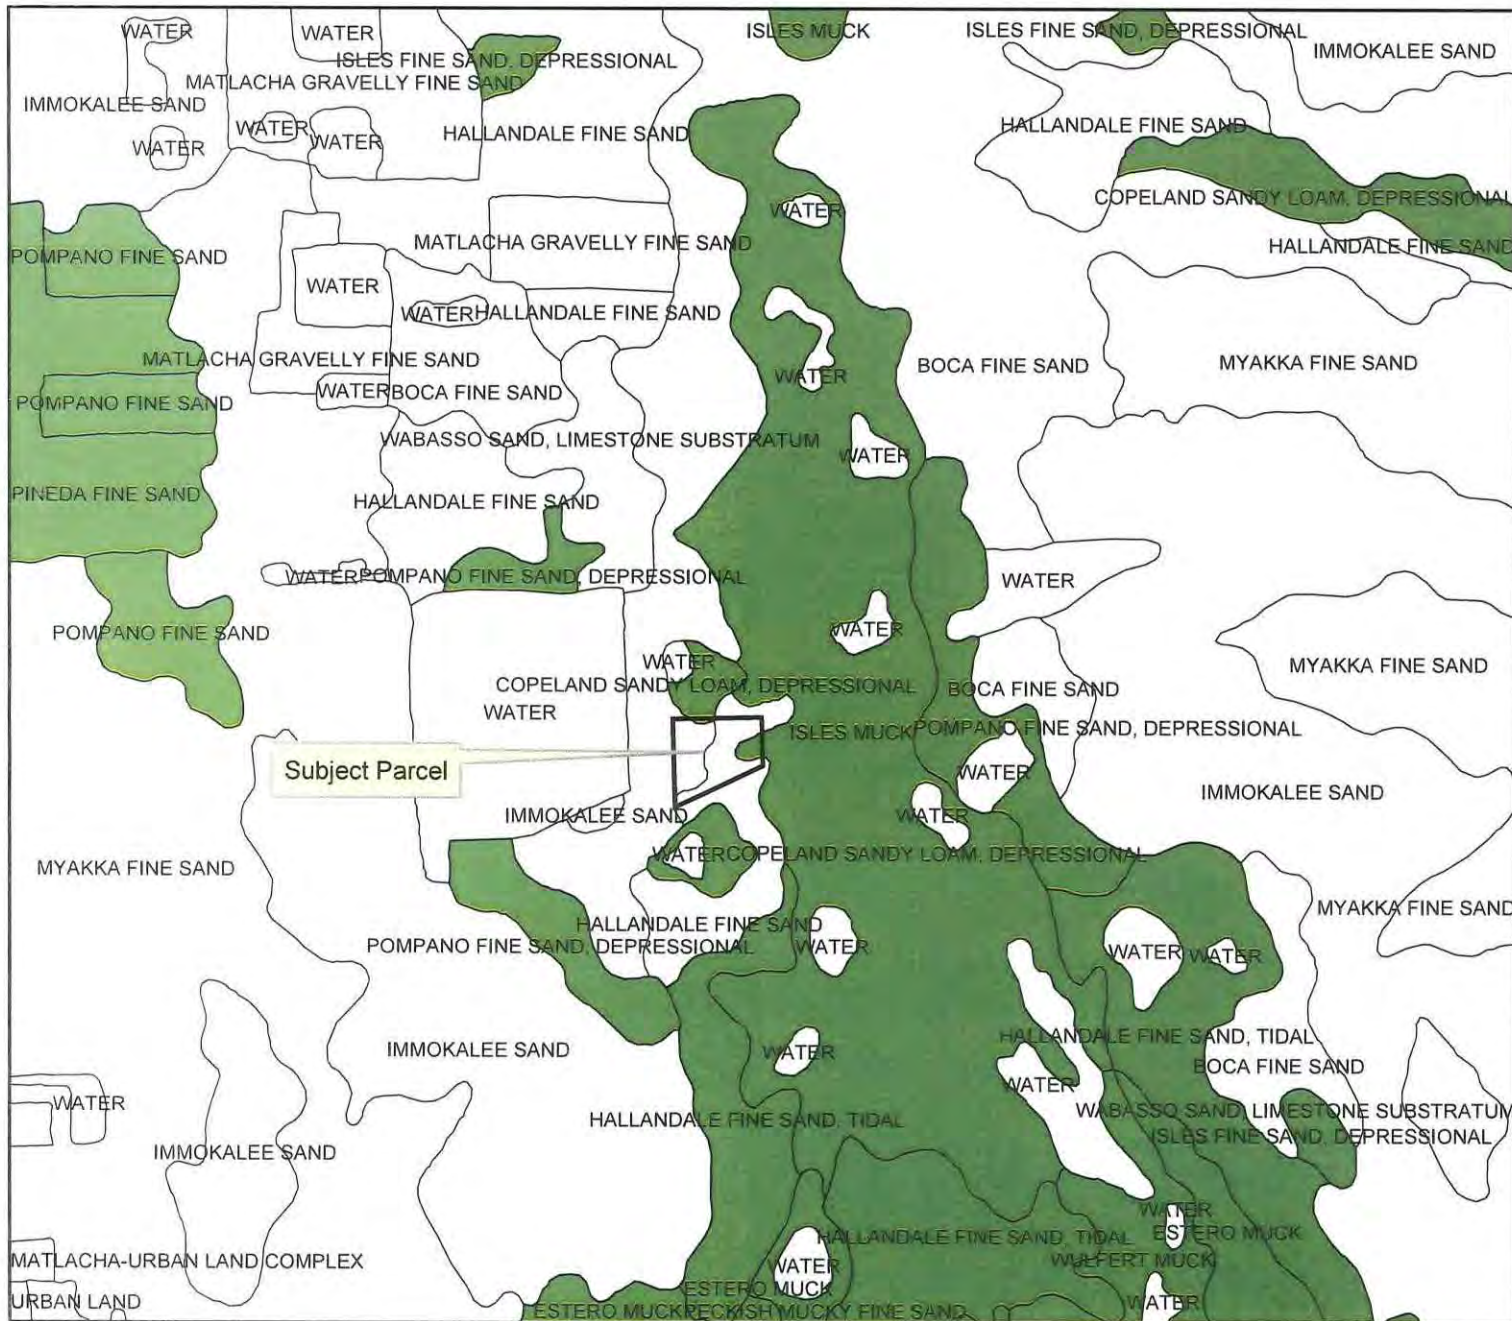 WATER
WATER
ISLES MUCK
ISLES FINE SAND, DEPRESSIONAL
IMMOKALEE SAND
ISLES FINE SAND, DEPRESSIONAL
MATLACHA GRAVELLY FINE SAND
IMMOKALEE SAND
WATER
WATER
WATER
HALLANDALE FINE SAND
HALLANDALE FINE SAND
COPELAND SANDY LOAM, DEPRESSIONAL
WATER
MATLACHA GRAVELLY FINE SAND
HALLANDALE FINE SAND
POMPANO FINE SAND
WATER
WATER
HALLANDALE FINE SAND
MATLACHA GRAVELLY FINE SAND
BOCA FINE SAND
MYAKKA FINE SAND
WATER
WATER
BOCA FINE SAND
POMPANO FINE SAND
WABASSO SAND, LIMESTONE SUBSTRATUM
WATER
PINEDA FINE SAND
HALLANDALE FINE SAND
WATER
POMPANO FINE SAND, DEPRESSIONAL
WATER
POMPANO FINE SAND
WATER
WATER
MYAKKA FINE SAND
COPELAND SANDY LOAM, DEPRESSIONAL
BOCA FINE SAND
WATER
ISLES MUCK
POMPANO FINE SAND, DEPRESSIONAL
Subject Parcel
WATER
IMMOKALEE SAND
IMMOKALEE SAND
WATER
WATER
COPELAND SANDY LOAM, DEPRESSIONAL
MYAKKA FINE SAND
MYAKKA FINE SAND
HALLANDALE FINE SAND
POMPANO FINE SAND, DEPRESSIONAL
WATER
WATER
WATER
HALLANDALE FINE SAND, TIDAL
IMMOKALEE SAND
WATER
BOCA FINE SAND
WATER
WATER
WABASSO SAND, LIMESTONE SUBSTRATUM
HALLANDALE FINE SAND, TIDAL
ISLES FINE SAND, DEPRESSIONAL
IMMOKALEE SAND
WATER
ESTERO MUCK
HALLANDALE FINE SAND, TIDAL
MATLACHA-URBAN LAND COMPLEX
WULFERT MUCK
WATER
ESTERO MUCK
URBAN LAND
ESTERO MUCK
PECKISH MUCKY FINE SAND
WATER